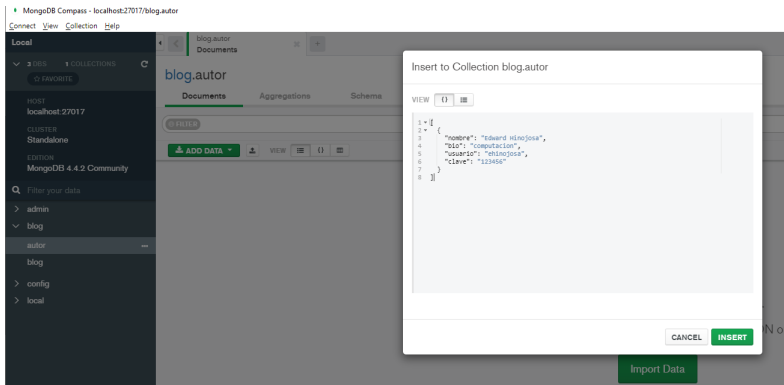 MongoDB Compass - localhost:27017/blog.autor
Connect View Collection Help
Local
3 DBS 1 COLLECTIONS
☆ FAVORITE
HOST
localhost:27017
CLUSTER
Standalone
EDITION
MongoDB 4.4.2 Community
Filter your data
admin
blog
autor
blog
config
local
blog.autor
Documents
blog.autor
Documents Aggregations Schema
FILTER
ADD DATA VIEW
Insert to Collection blog.autor
VIEW {}
1 [
2 {
3 "nombre": "Edward Hinojosa",
4 "bio": "computacion",
5 "usuario": "ehinojosa",
6 "clave": "123456"
7 }
8 ]
CANCEL INSERT
Import Data